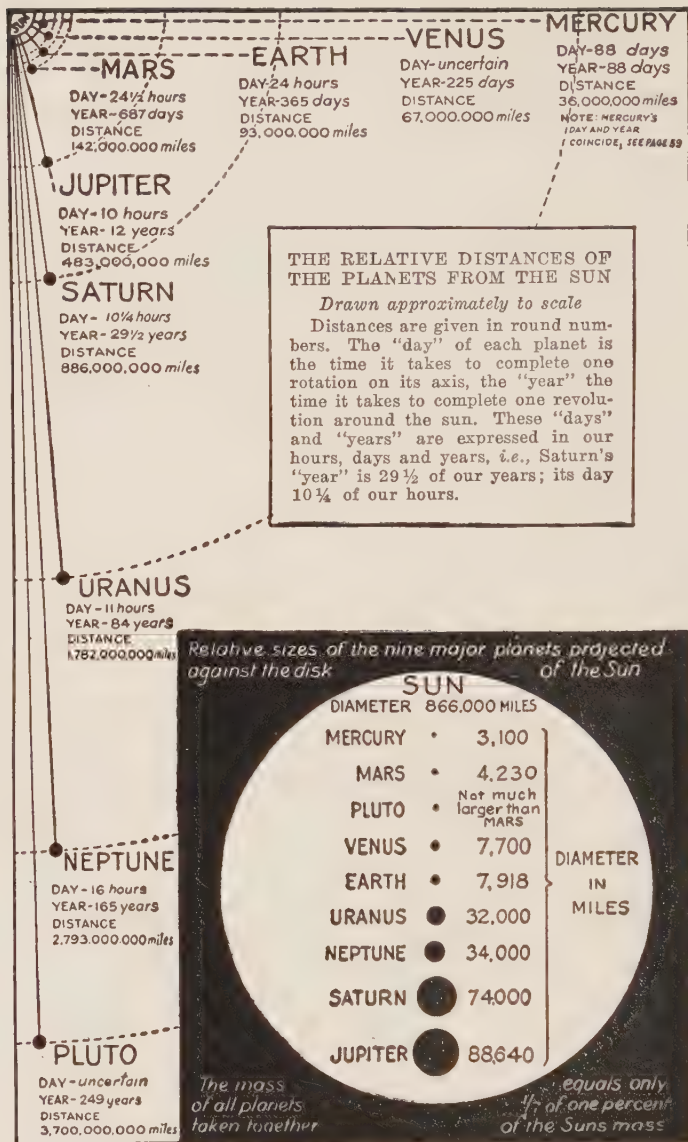 SUN
MERCURY
DAY-88 days
YEAR-88 days
DISTANCE
36,000,000 miles
NOTE: MERCURY'S
DAY AND YEAR
COINCIDE, SEE PAGE 59
VENUS
DAY-uncertain
YEAR-225 days
DISTANCE
67,000,000 miles
EARTH
DAY-24 hours
YEAR-365 days
DISTANCE
93,000,000 miles
MARS
DAY-24½ hours
YEAR-687 days
DISTANCE
142,000,000 miles
JUPITER
DAY-10 hours
YEAR-12 years
DISTANCE
483,000,000 miles
SATURN
DAY-10¼ hours
YEAR-29½ years
DISTANCE
886,000,000 miles
THE RELATIVE DISTANCES OF
THE PLANETS FROM THE SUN
Drawn approximately to scale
Distances are given in round num-
bers. The "day" of each planet is
the time it takes to complete one
rotation on its axis, the "year" the
time it takes to complete one revolu-
tion around the sun. These "days"
and "years" are expressed in our
hours, days and years, i.e., Saturn's
"year" is 29½ of our years; its day
10¼ of our hours.
URANUS
DAY-11 hours
YEAR-84 years
DISTANCE
1,782,000,000 miles
NEPTUNE
DAY-16 hours
YEAR-165 years
DISTANCE
2,793,000,000 miles
PLUTO
DAY-uncertain
YEAR-249 years
DISTANCE
3,700,000,000 miles
Relative sizes of the nine major planets projected
against the disk of the Sun
SUN
DIAMETER 866,000 MILES
MERCURY 3,100
MARS 4,230
PLUTO Not much
larger than
MARS
VENUS 7,700
EARTH 7,918
URANUS 32,000
NEPTUNE 34,000
SATURN 74,000
JUPITER 88,640
DIAMETER
IN
MILES
The mass equals only
of all planets 1/7 of one percent
taken together of the Suns mass